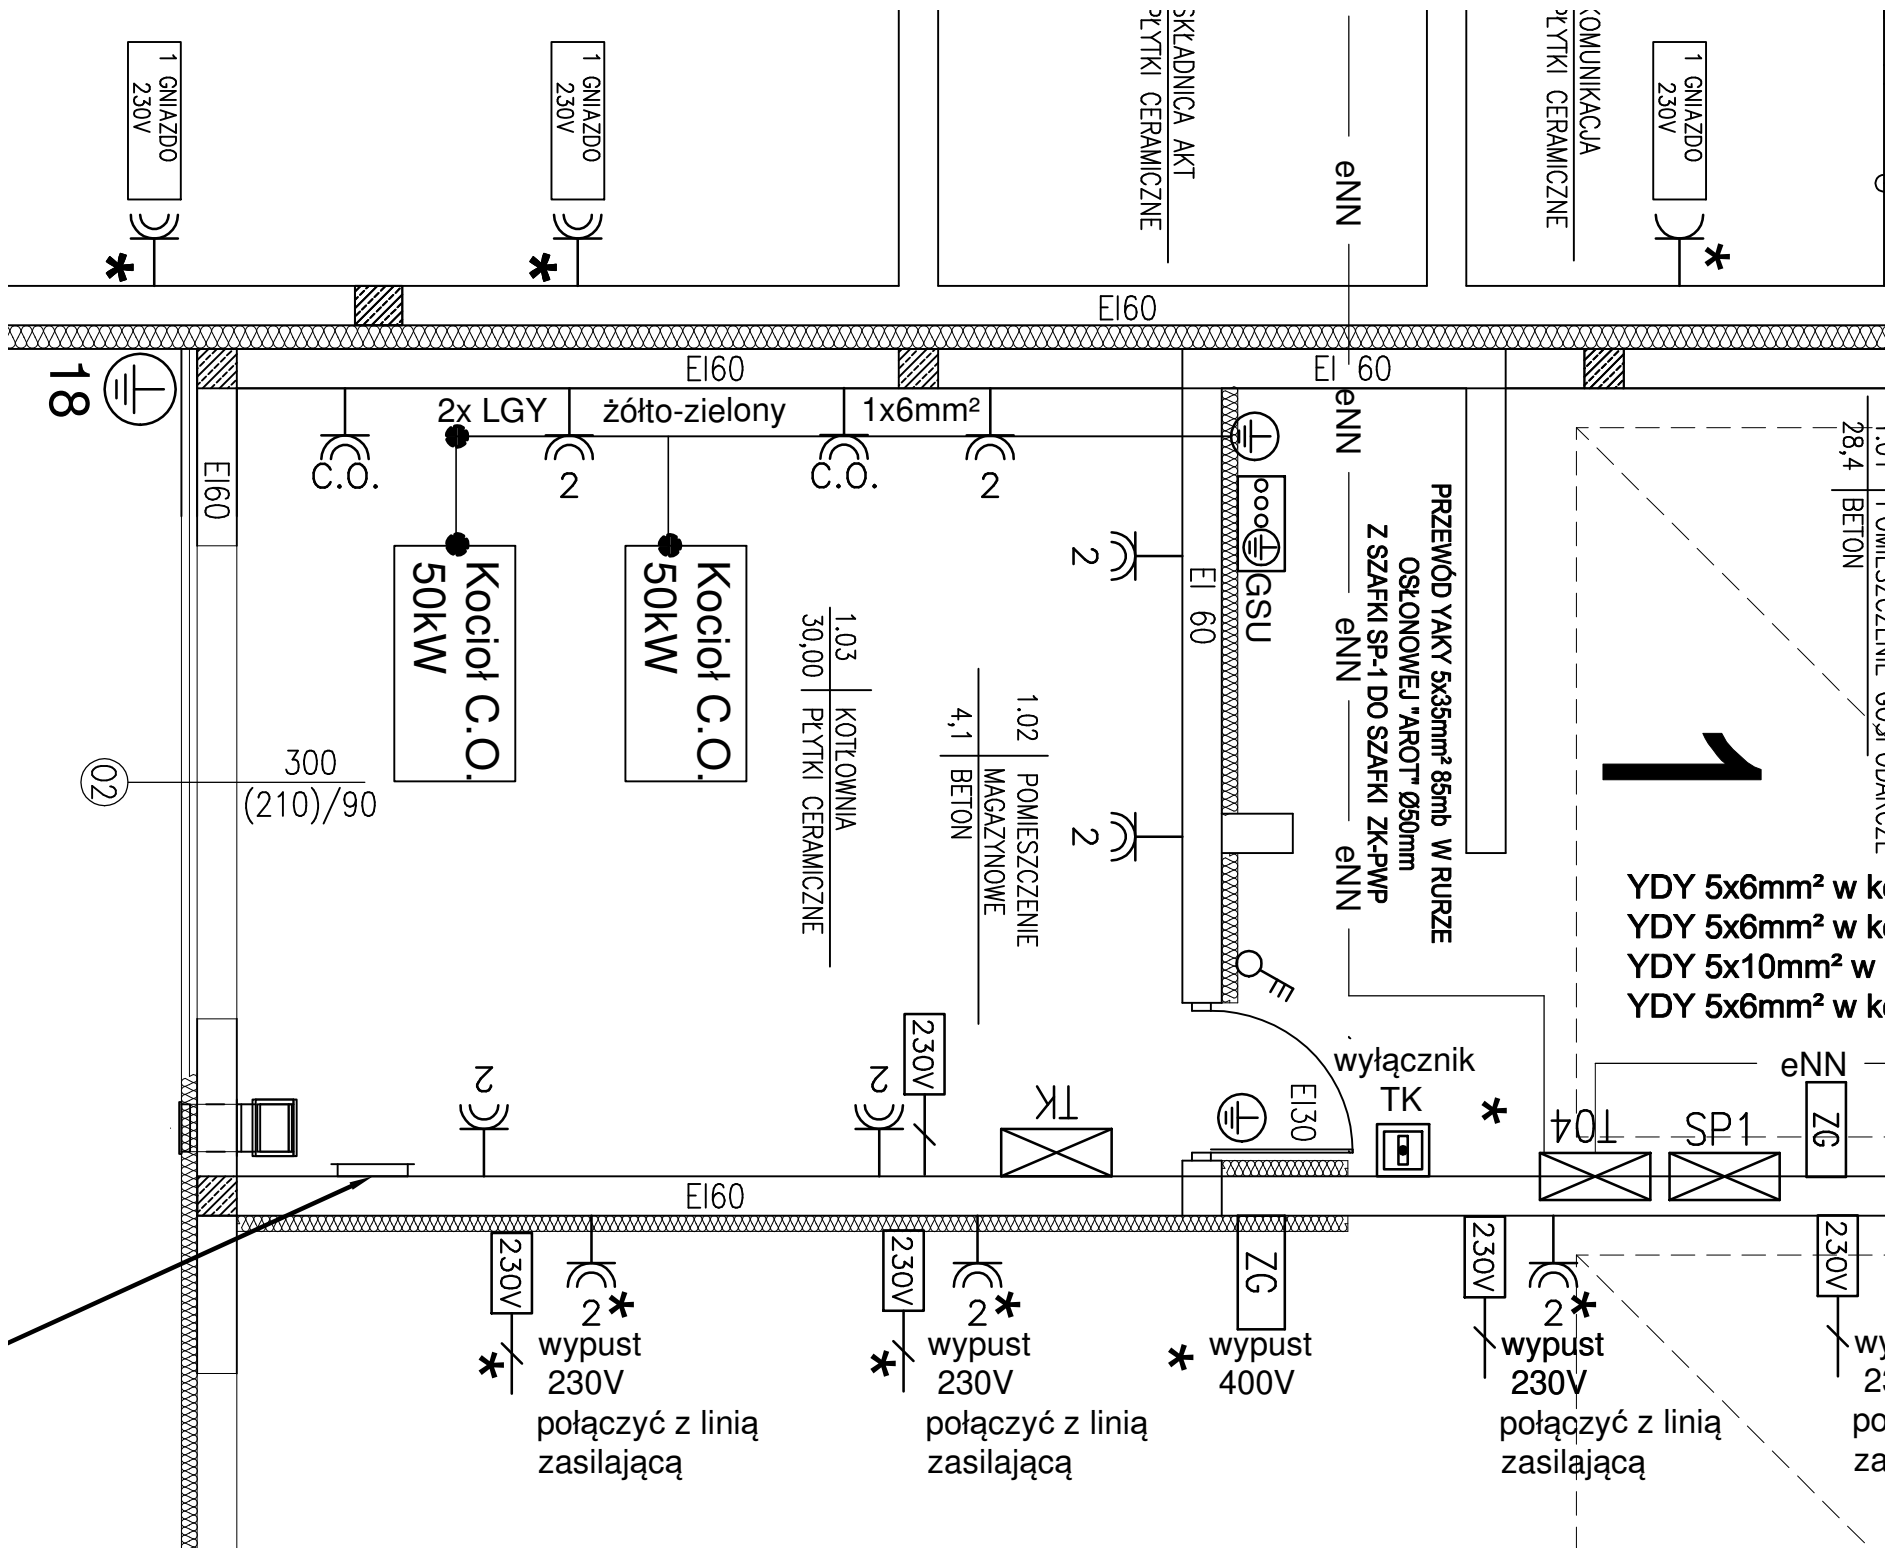 1 GNIAZDO
230V
1 GNIAZDO
230V
SKŁADNICA AKT
PŁYTKI CERAMICZNE
eNN
KOMUNIKACJA
PŁYTKI CERAMICZNE
1 GNIAZDO
230V
*
*
*
EI60
18
EI60
EI 60
EI60
2x LGY żółto-zielony 1x6mm²
C.O.
2
C.O.
2
eNN
GSU
2
EI 60
2
Kocioł C.O.
50kW
Kocioł C.O.
50kW
1.03 KOTŁOWNIA
30,00 PŁYTKI CERAMICZNE
1.02 POMIESZCZENIE
MAGAZYNOWE
4,1 BETON
eNN
eNN
PRZEWÓD YAKY 5x35mm² 85mb W RURZE
OSŁONOWEJ "AROT" Ø50mm
Z SZAFKI SP-1 DO SZAFKI ZK-PWP
28,4 BETON
1
02
300
(210)/90
YDY 5x6mm² w
YDY 5x6mm² w
YDY 5x10mm² w
YDY 5x6mm² w
2
2
230V
TK
EI30
wyłącznik
TK
*
T04
SP1
eNN
ZG
EI60
230V
2
*
*
wypust
230V
połączyć z linią
zasilającą
230V
2
*
*
wypust
230V
połączyć z linią
zasilającą
ZG
*
wypust
400V
230V
2
*
wypust
230V
połączyć z linią
zasilającą
230V